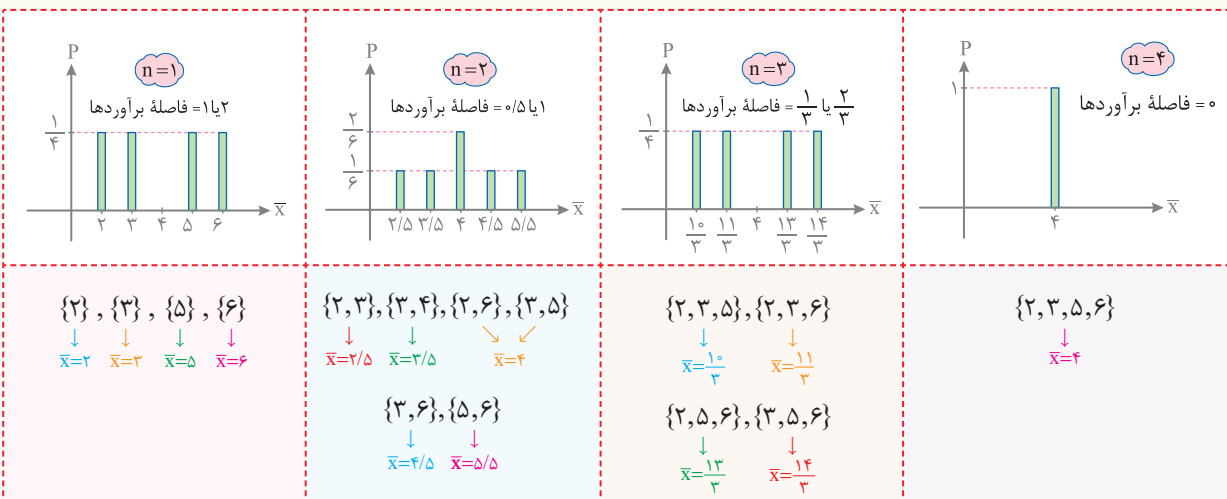 P
n=۱
فاصلهٔ برآوردها = ۱ یا ۲
۱/۴
۲ ۳ ۴ ۵ ۶
x̄
P
n=۲
فاصلهٔ برآوردها = ۰/۵ یا ۱
۲/۶
۱/۶
۲/۵ ۳/۵ ۴ ۴/۵ ۵/۵
x̄
P
n=۳
فاصلهٔ برآوردها = ۱/۳ یا ۲/۳
۱/۴
۱۰/۳ ۱۱/۳ ۴ ۱۳/۳ ۱۴/۳
x̄
P
n=۴
فاصلهٔ برآوردها = ۰
۱
۴
x̄
{۲}, {۳}, {۵}, {۶}
x̄=۲ x̄=۳ x̄=۵ x̄=۶
{۲,۳},{۳,۴},{۲,۶},{۳,۵}
x̄=۲/۵ x̄=۳/۵ x̄=۴
{۳,۶},{۵,۶}
x̄=۴/۵ x̄=۵/۵
{۲,۳,۵},{۲,۳,۶}
x̄=۱۰/۳ x̄=۱۱/۳
{۲,۵,۶},{۳,۵,۶}
x̄=۱۳/۳ x̄=۱۴/۳
{۲,۳,۵,۶}
x̄=۴